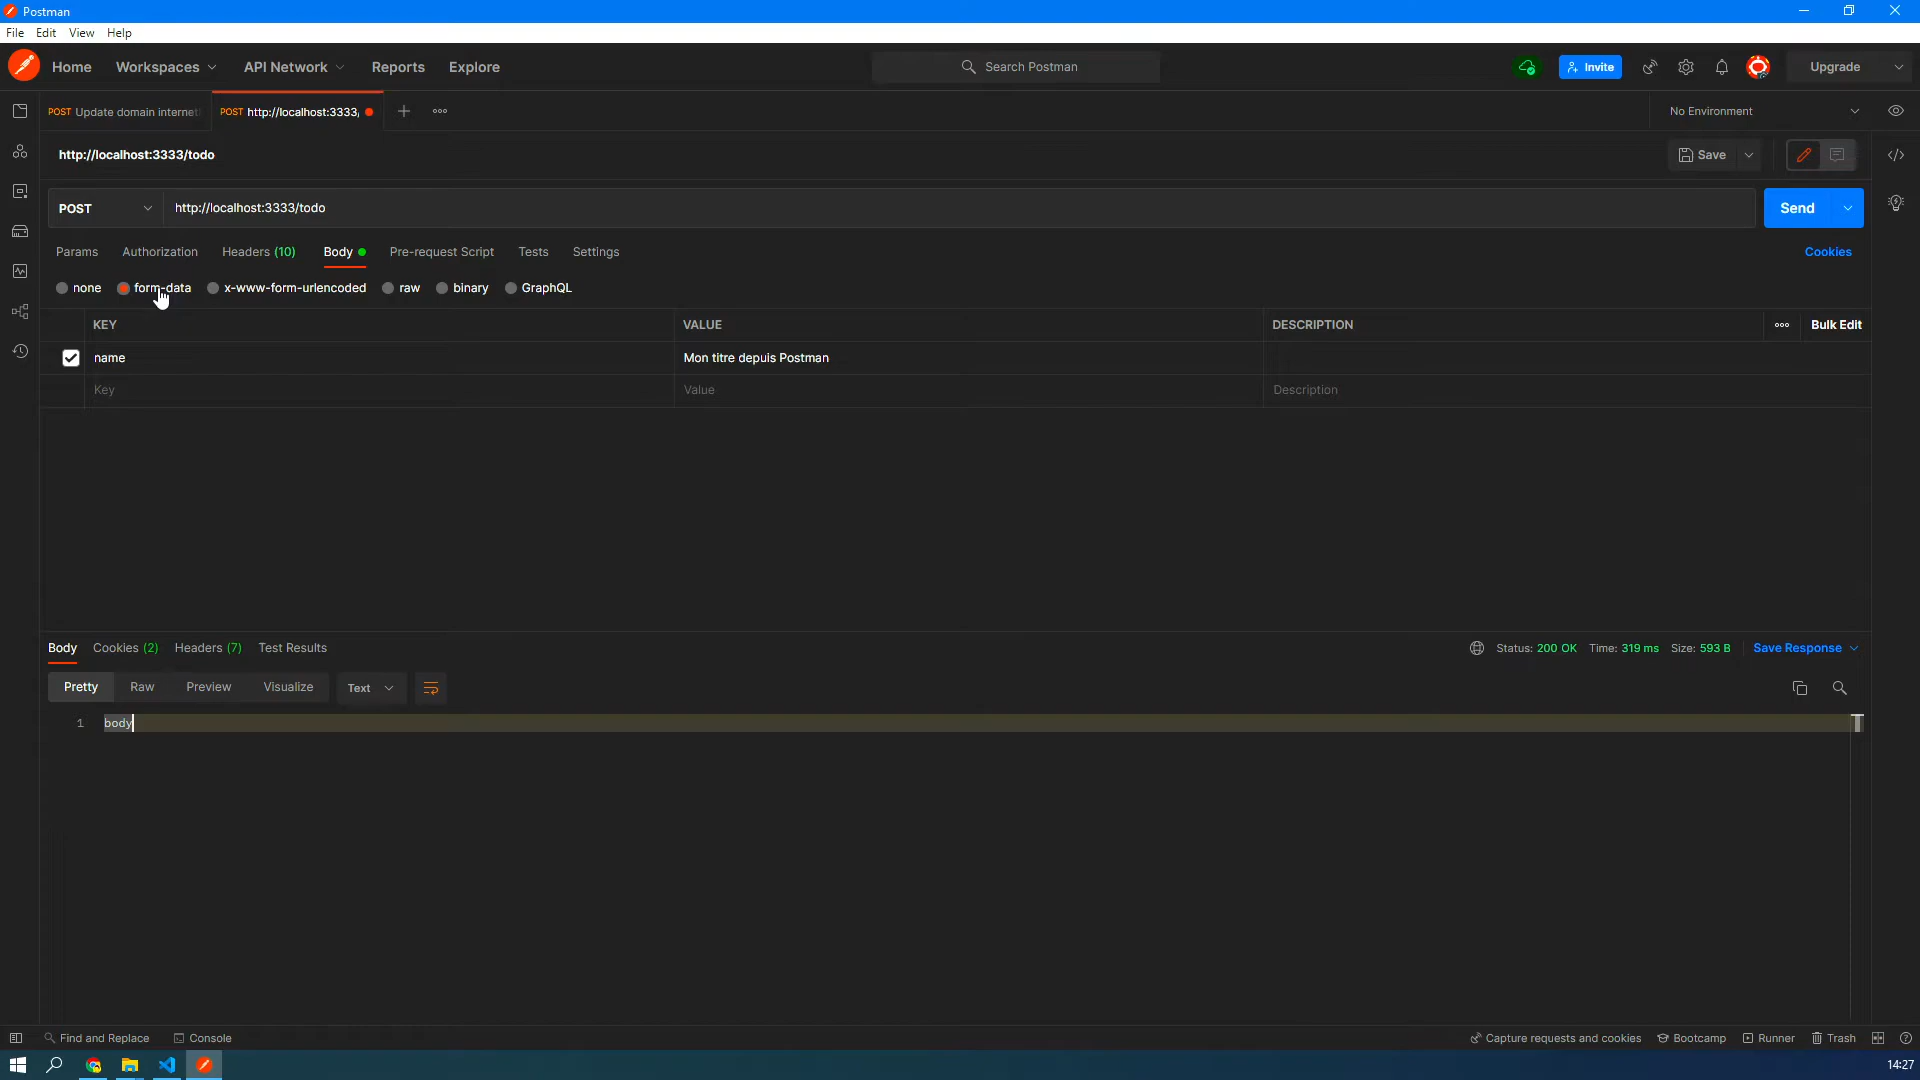 Postman
File Edit View Help
Home Workspaces API Network Reports Explore Search Postman Invite Upgrade
POST Update domain internet POST http://localhost:3333/ No Environment
http://localhost:3333/todo Save
POST http://localhost:3333/todo Send
Params Authorization Headers (10) Body Pre-request Script Tests Settings Cookies
none form-data x-www-form-urlencoded raw binary GraphQL
KEY VALUE DESCRIPTION Bulk Edit
name Mon titre depuis Postman
Key Value Description
Body Cookies (2) Headers (7) Test Results Status: 200 OK Time: 319 ms Size: 593 B Save Response
Pretty Raw Preview Visualize Text
1 body
Find and Replace Console Capture requests and cookies Bootcamp Runner Trash
14:27